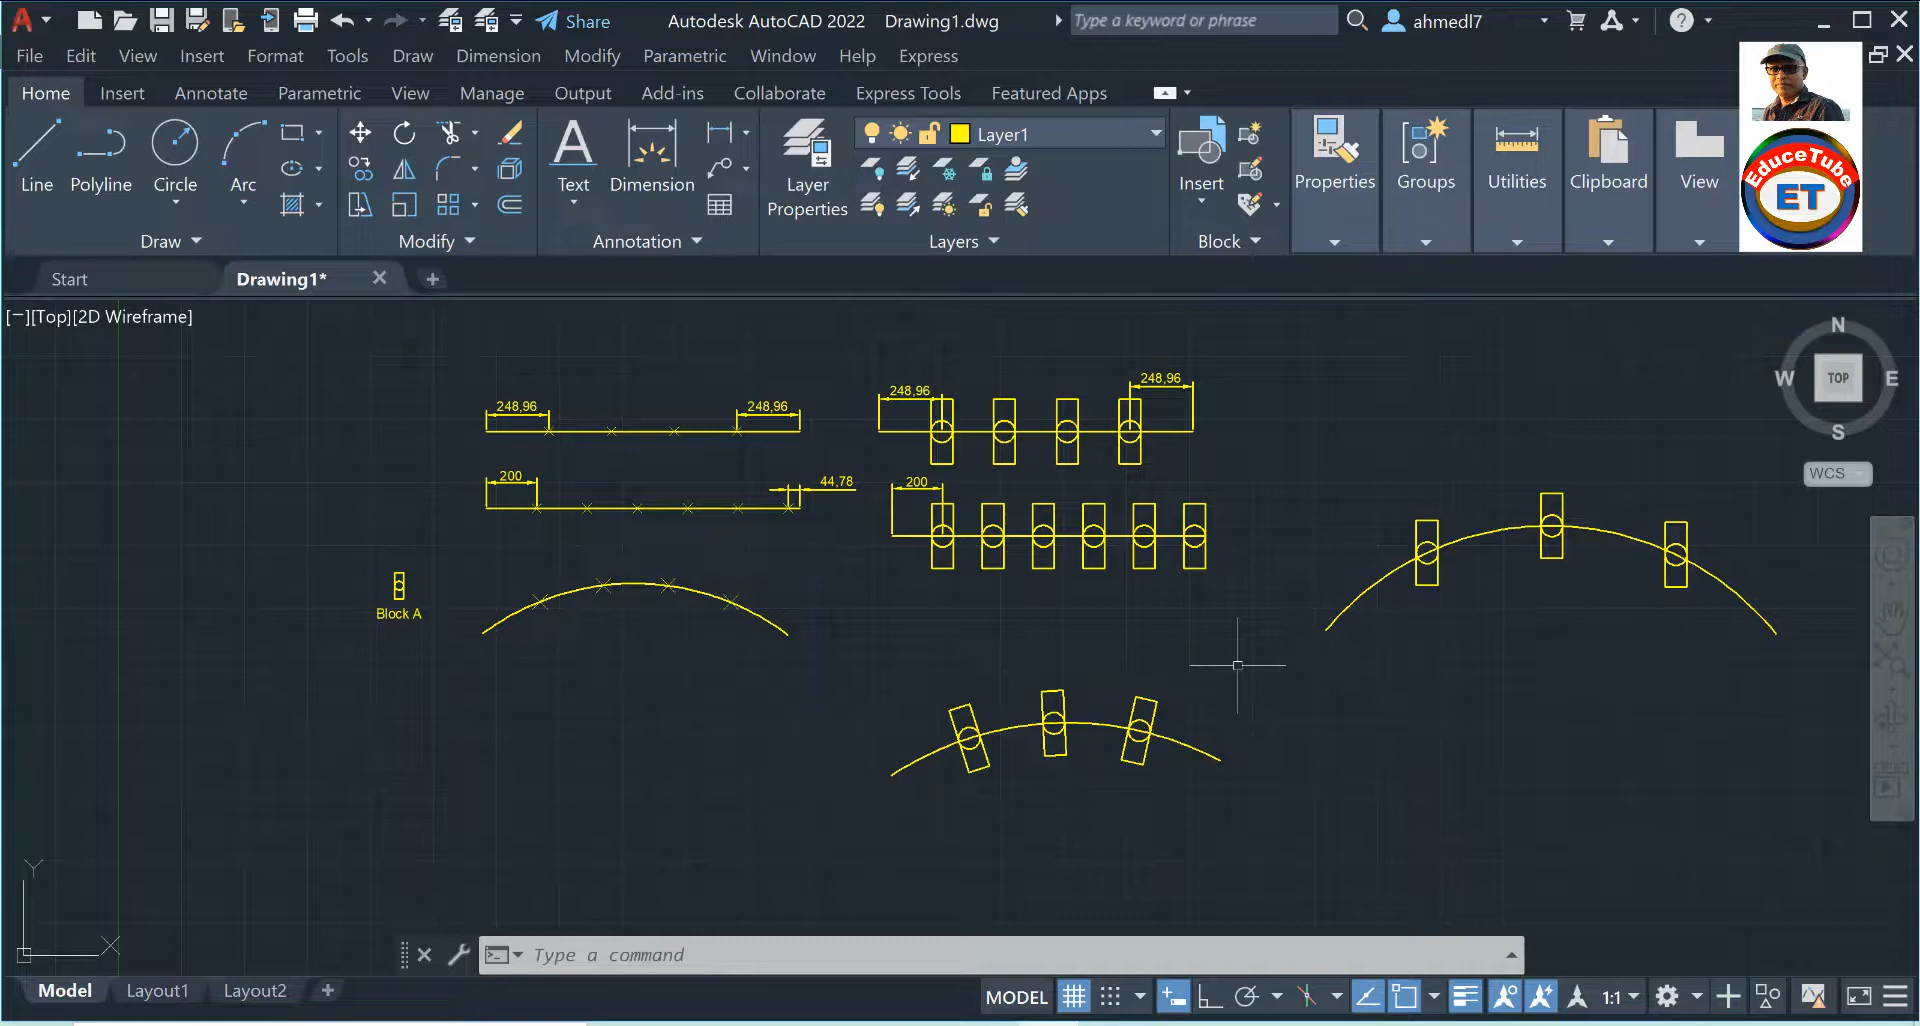 Share
Autodesk AutoCAD 2022 Drawing1.dwg
Type a keyword or phrase
ahmedl7
File Edit View Insert Format Tools Draw Dimension Modify Parametric Window Help Express
Home Insert Annotate Parametric View Manage Output Add-ins Collaborate Express Tools Featured Apps
Layer1
Line Polyline Circle Arc
Text Dimension
Layer Properties
Insert
Properties Groups Utilities Clipboard View
EduceTube
ET
Draw Modify Annotation Layers Block
Start Drawing1*
[−][Top][2D Wireframe]
N
W TOP E
S
WCS
248,96 248,96
248,96 248,96
200 44,78
200
Block A
Y
X
Type a command
Model Layout1 Layout2
MODEL 1:1